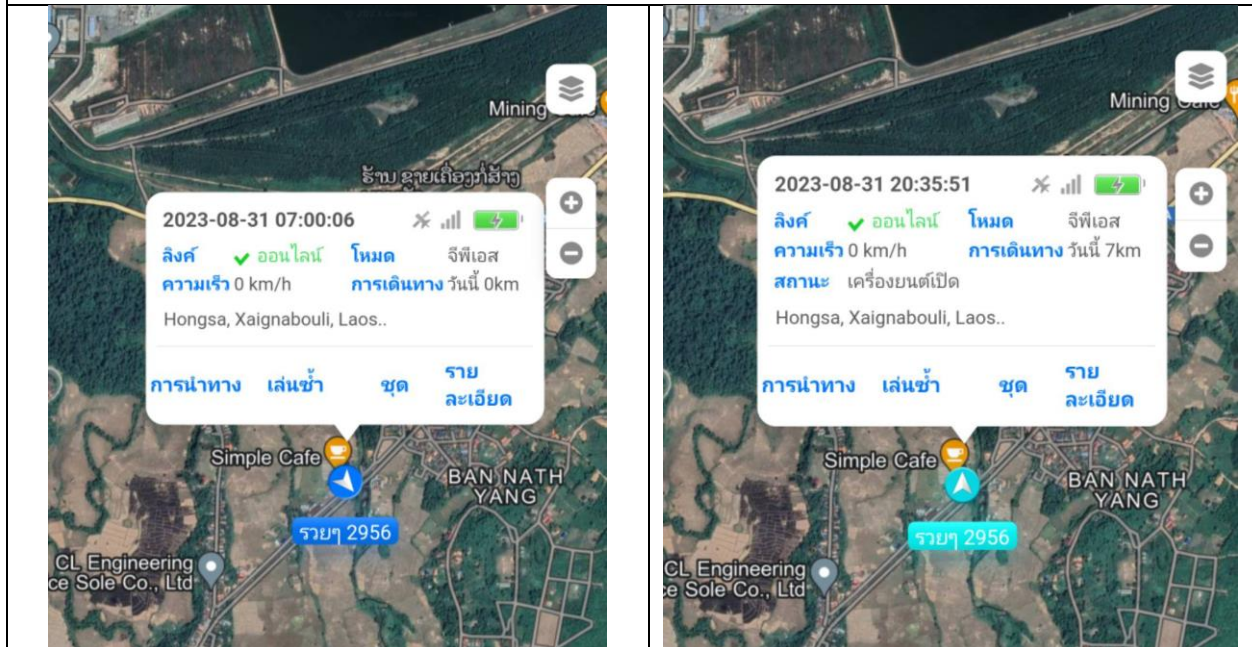 Mining
ຮ້ານ ຂາຍເຄື່ອງກໍ່ສ້າງ
2023-08-31 07:00:06
ลิงค์ ออนไลน์ โหมด จีพีเอส
ความเร็ว 0 km/h การเดินทาง วันนี้ 0km
Hongsa, Xaignabouli, Laos..
การนำทาง เล่นซ้ำ ชุด ราย
ละเอียด
Simple Cafe
BAN NATH
YANG
รวยๆ 2956
CL Engineering
ce Sole Co., Ltd
Mining Cafe
2023-08-31 20:35:51
ลิงค์ ออนไลน์ โหมด จีพีเอส
ความเร็ว 0 km/h การเดินทาง วันนี้ 7km
สถานะ เครื่องยนต์เปิด
Hongsa, Xaignabouli, Laos..
การนำทาง เล่นซ้ำ ชุด ราย
ละเอียด
Simple Cafe
BAN NATH
YANG
รวยๆ 2956
CL Engineering
e Sole Co., Ltd